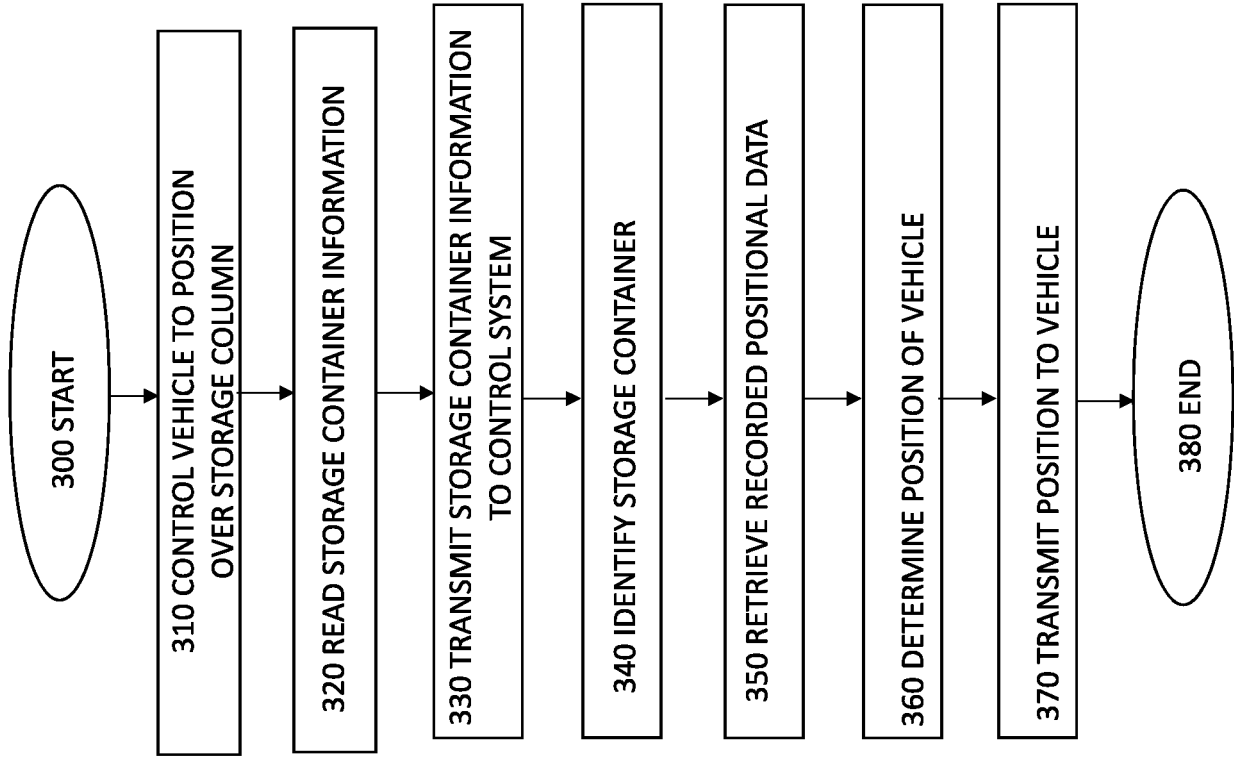 300 START
310 CONTROL VEHICLE TO POSITION
OVER STORAGE COLUMN
320 READ STORAGE CONTAINER INFORMATION
330 TRANSMIT STORAGE CONTAINER INFORMATION
TO CONTROL SYSTEM
340 IDENTIFY STORAGE CONTAINER
350 RETRIEVE RECORDED POSITIONAL DATA
360 DETERMINE POSITION OF VEHICLE
370 TRANSMIT POSITION TO VEHICLE
380 END